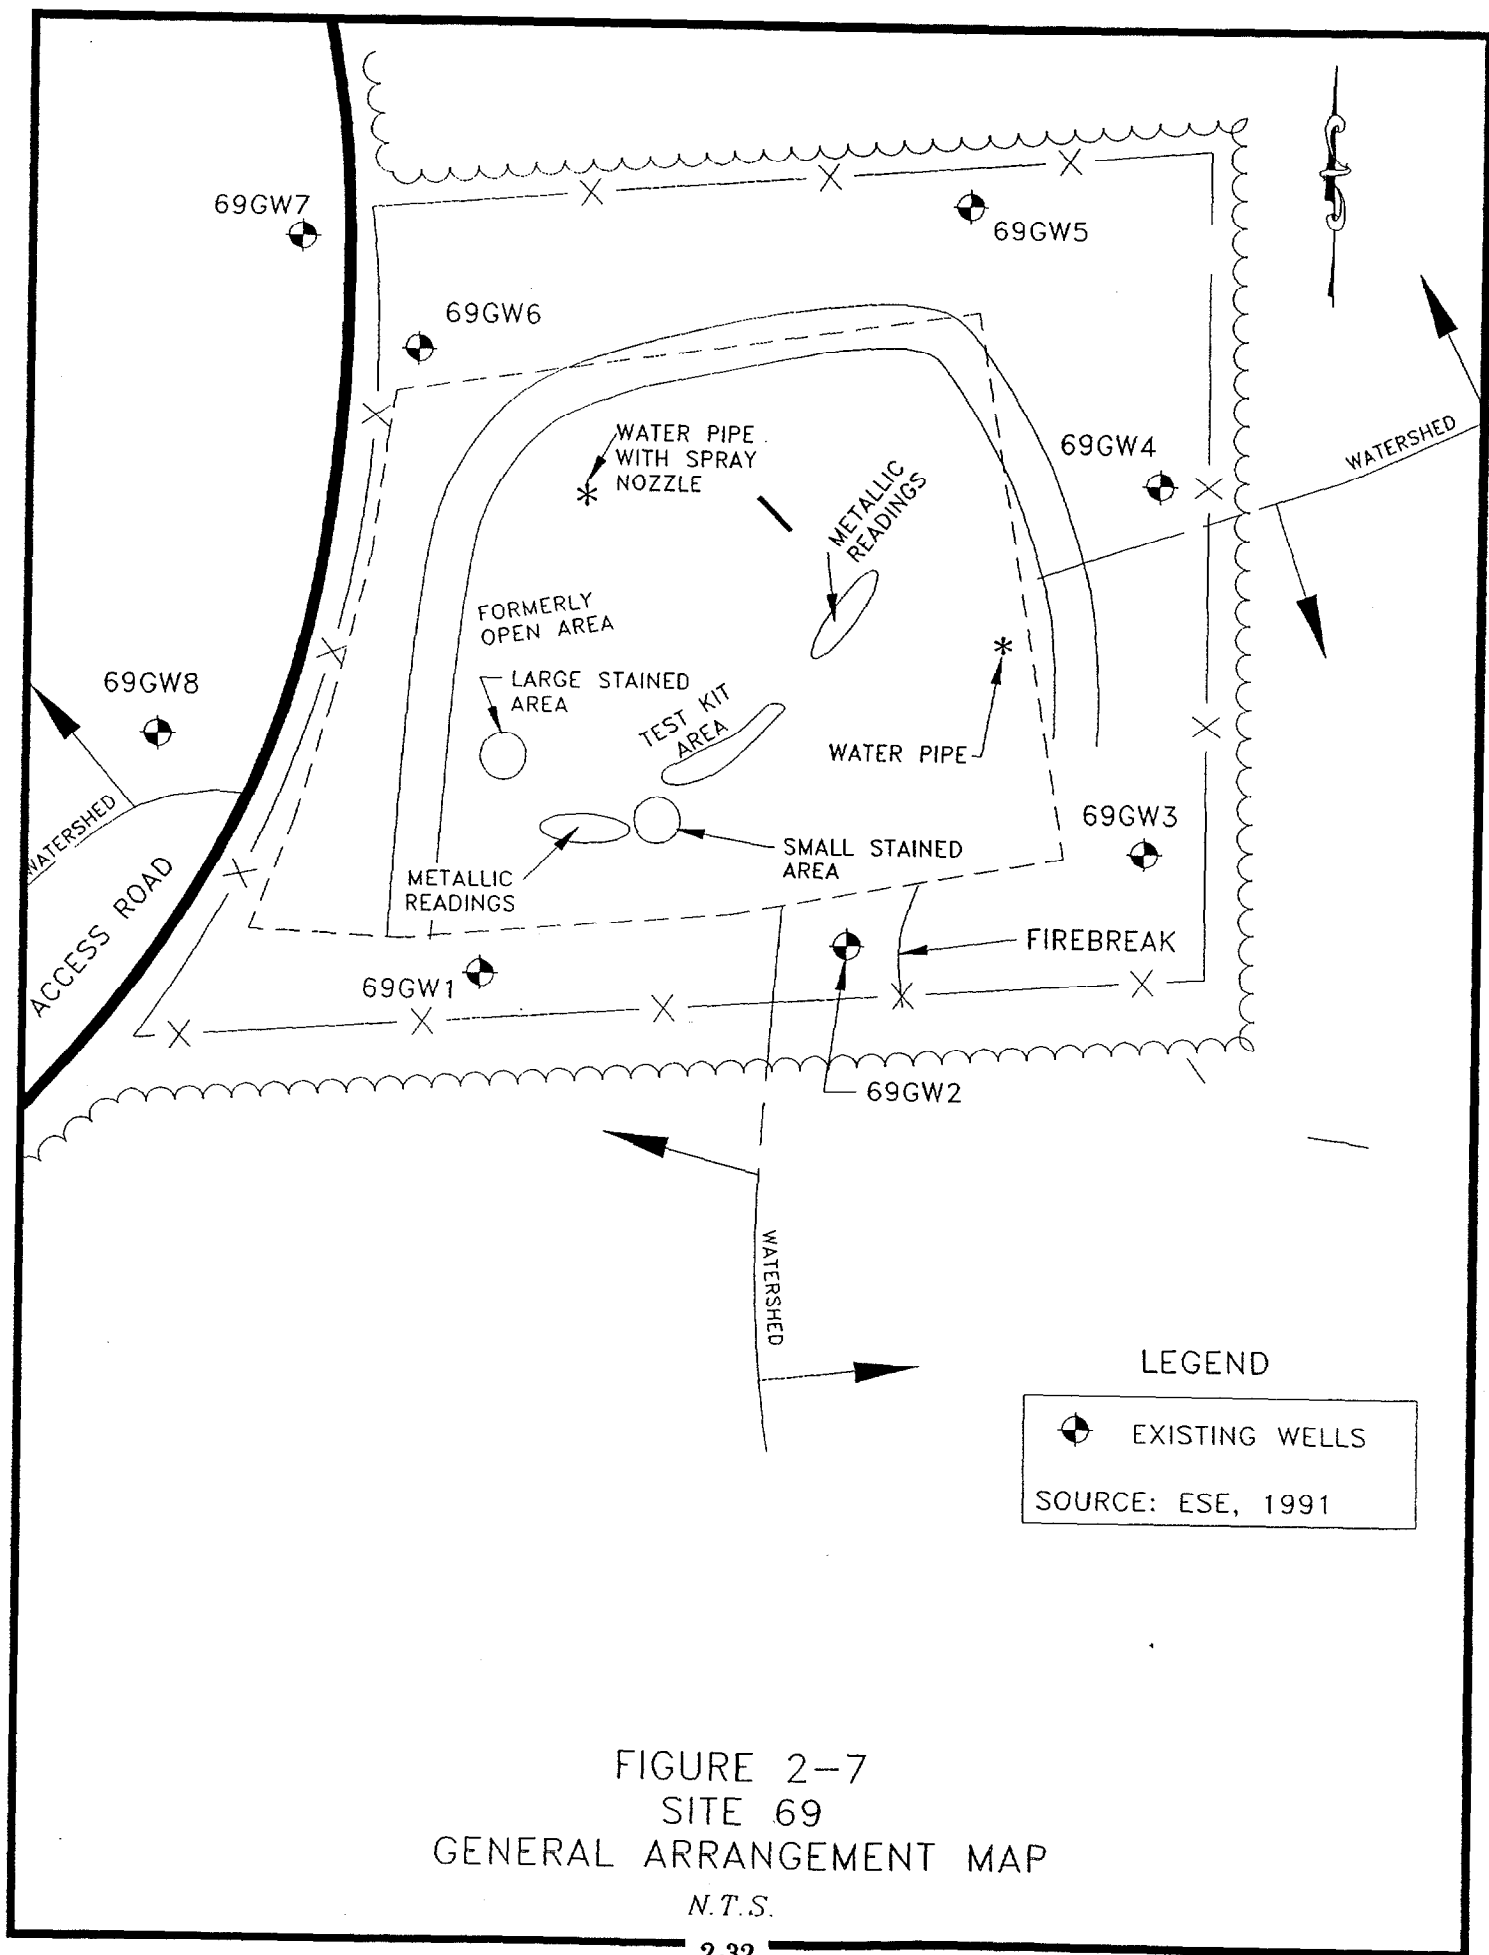 69GW7
69GW5
69GW6
WATER PIPE
WITH SPRAY
NOZZLE
METALLIC
READINGS
69GW4
WATERSHED
FORMERLY
OPEN AREA
69GW8
LARGE STAINED
AREA
TEST KIT
AREA
WATER PIPE
WATERSHED
69GW3
SMALL STAINED
AREA
METALLIC
READINGS
ACCESS ROAD
FIREBREAK
69GW1
69GW2
WATERSHED
LEGEND
EXISTING WELLS
SOURCE: ESE, 1991
FIGURE 2-7
SITE 69
GENERAL ARRANGEMENT MAP
N.T.S.
2-32